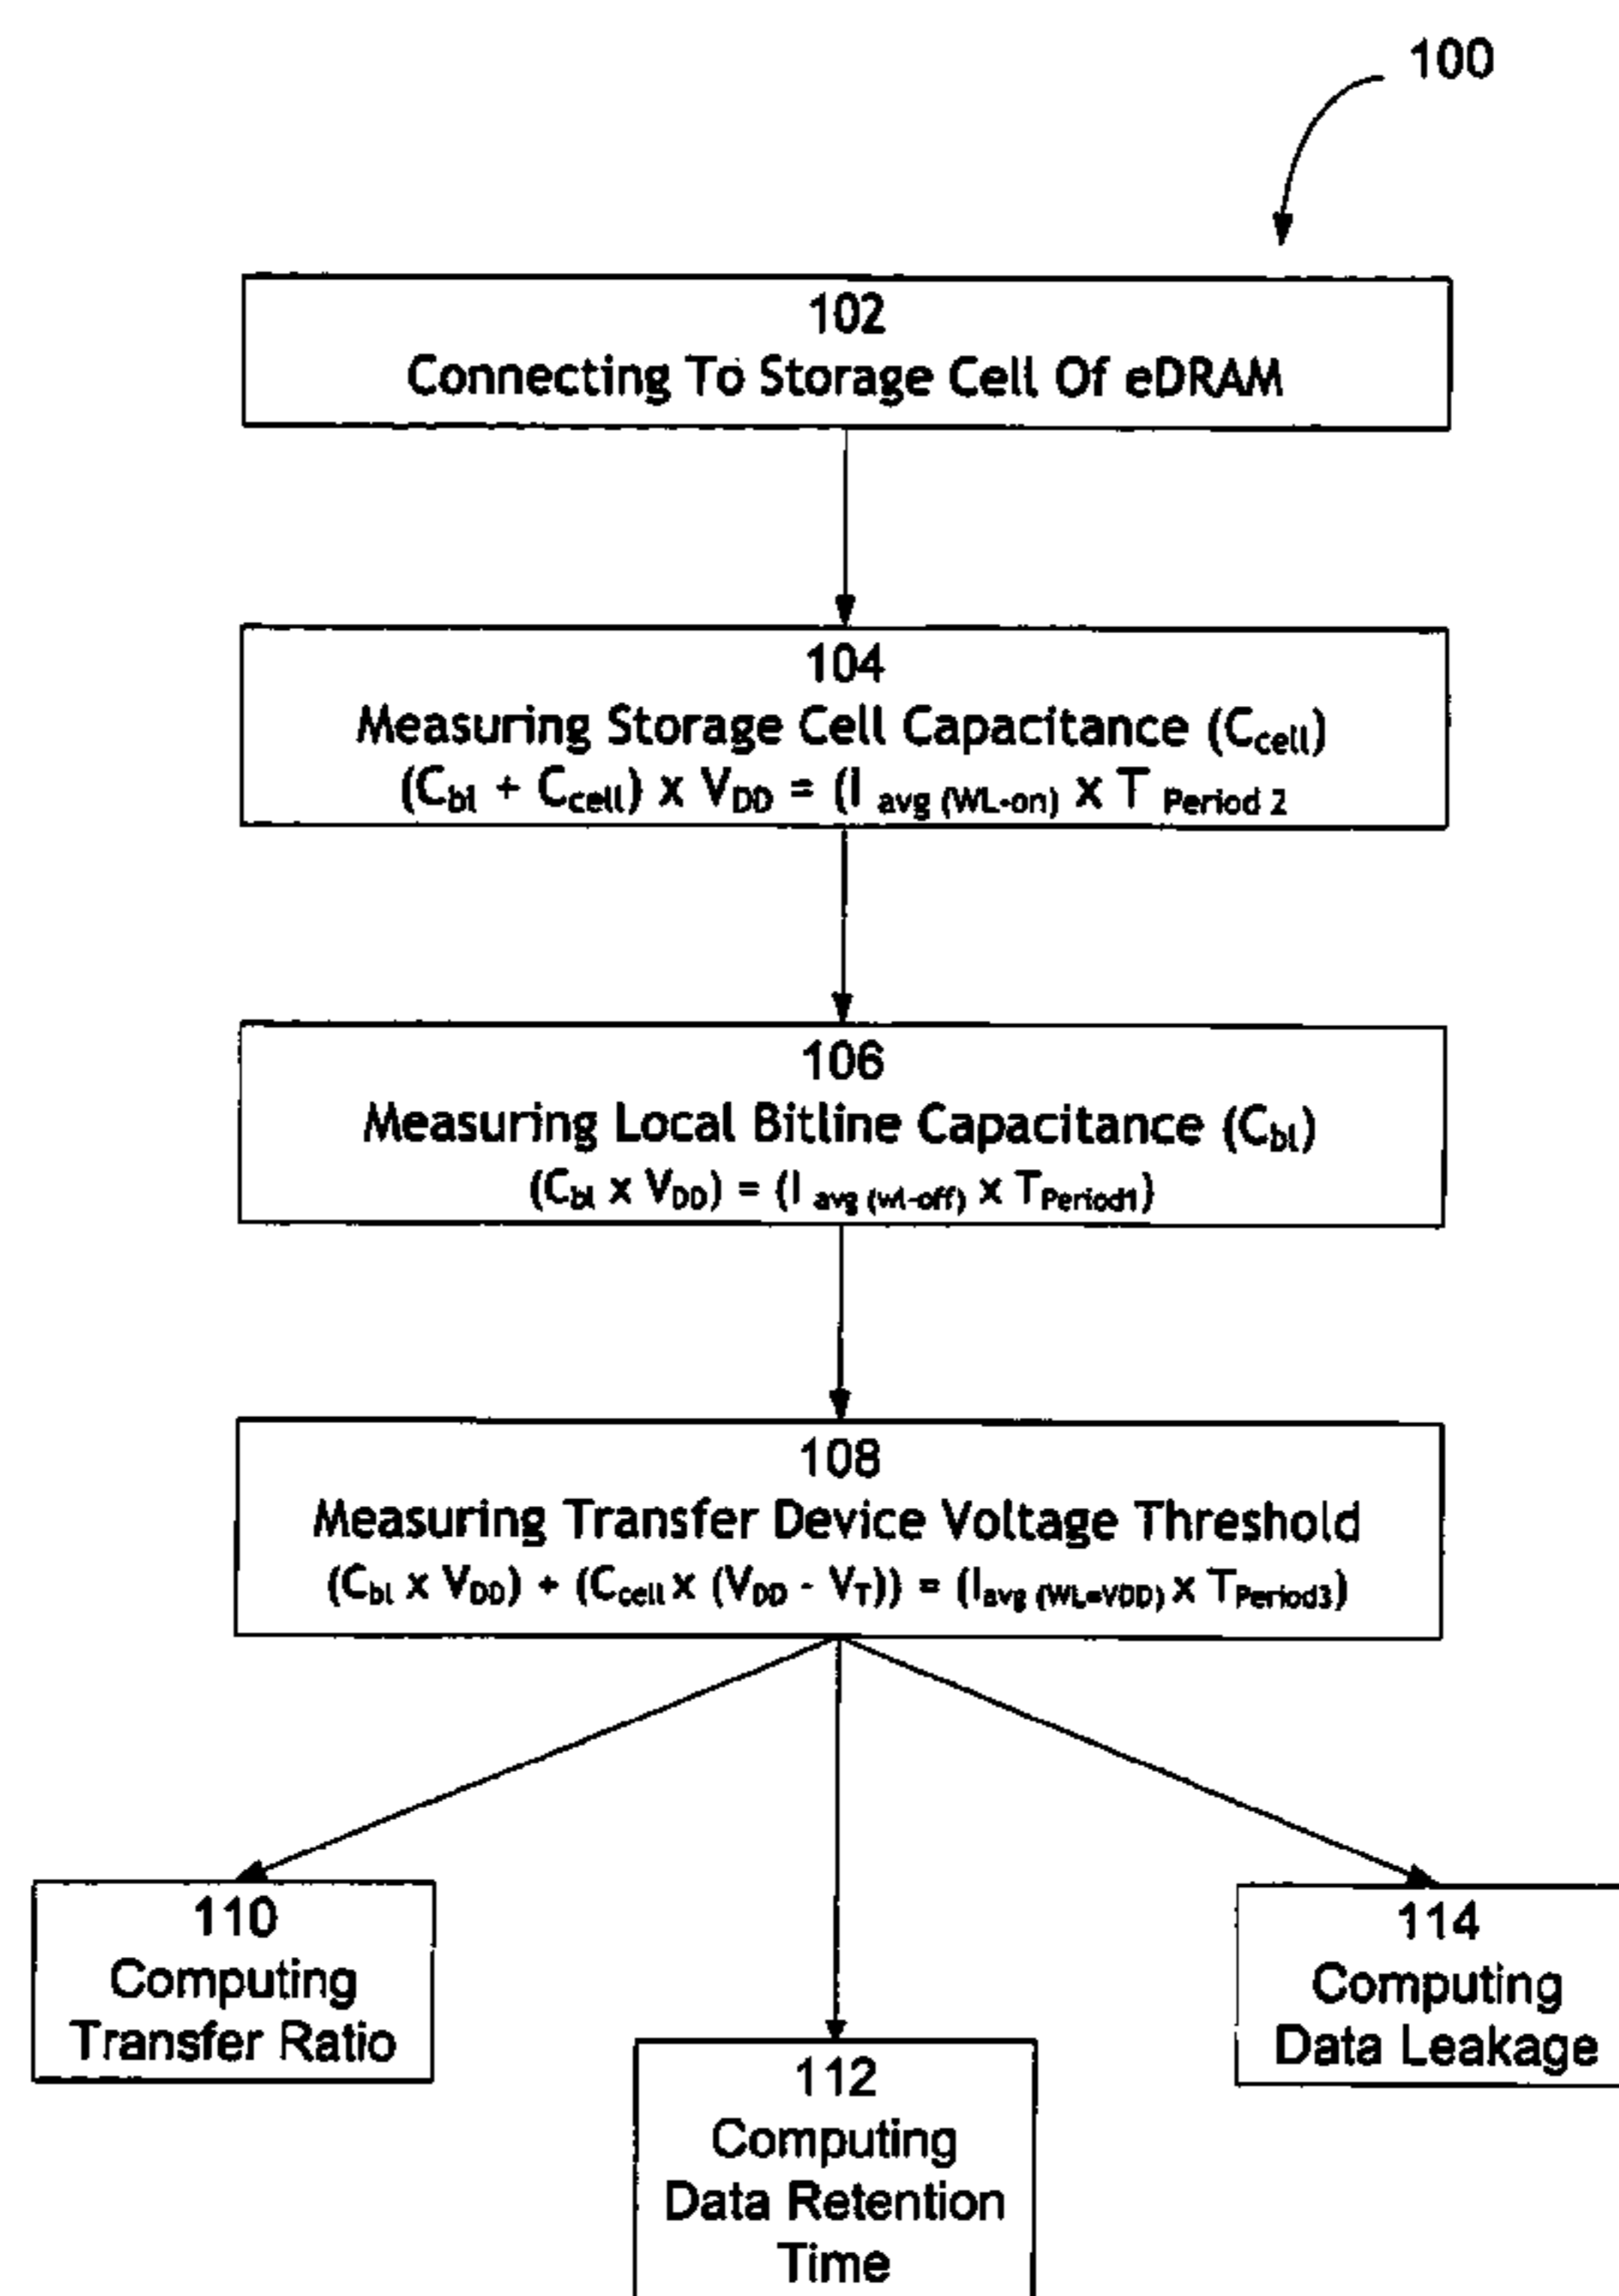 100
102
Connecting To Storage Cell Of eDRAM
104
Measuring Storage Cell Capacitance (Ccell)
(Cbl + Ccell) x VDD = (I avg (WL-on) x T Period 2
106
Measuring Local Bitline Capacitance (Cbl)
(Cbl x VDD) = (I avg (wl-off) x TPeriod1)
108
Measuring Transfer Device Voltage Threshold
(Cbl x VDD) + (Ccell x (VDD - VT)) = (Iavg (WL=VDD) x TPeriod3)
110
Computing
Transfer Ratio
112
Computing
Data Retention
Time
114
Computing
Data Leakage